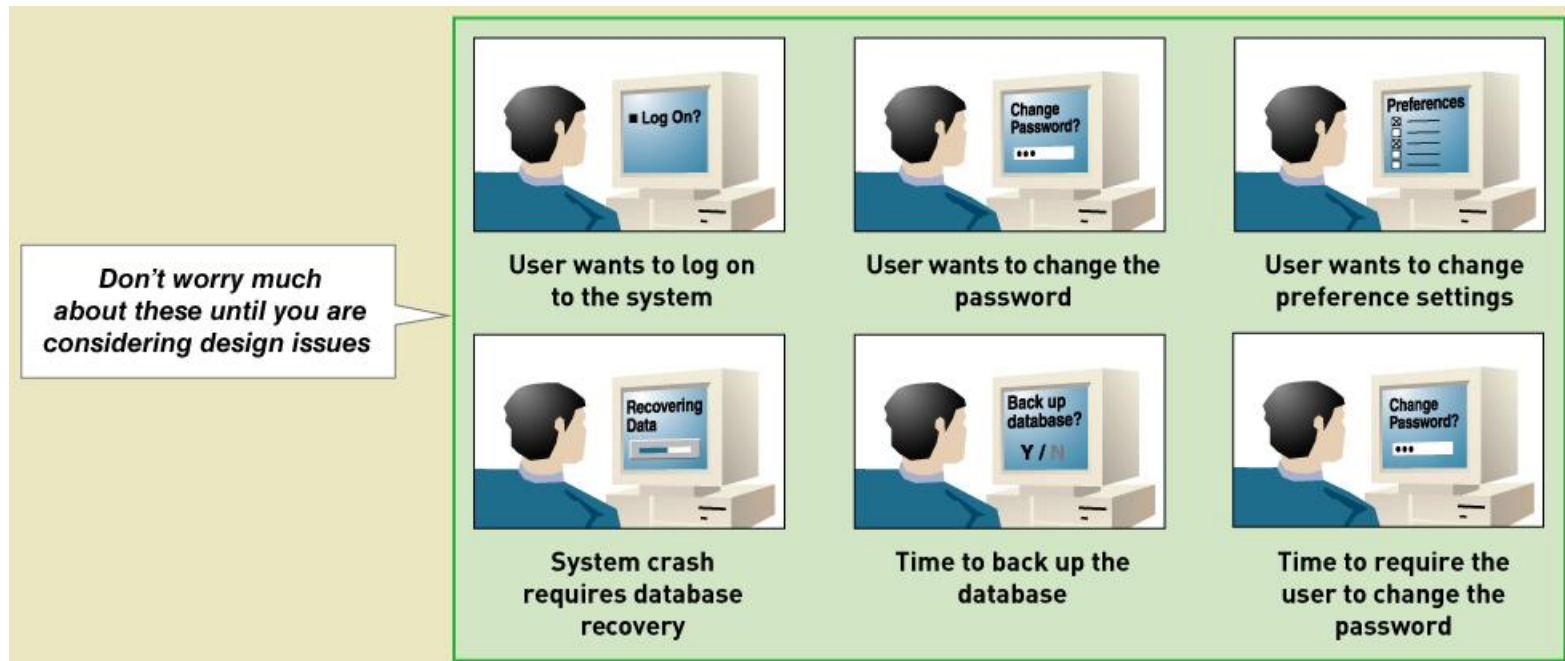 Don't worry much
about these until you are
considering design issues
■ Log On?
User wants to log on
to the system
Change
Password?
User wants to change the
password
Preferences
User wants to change
preference settings
Recovering
Data
System crash
requires database
recovery
Back up
database?
Y / N
Time to back up the
database
Change
Password?
Time to require the
user to change the
password